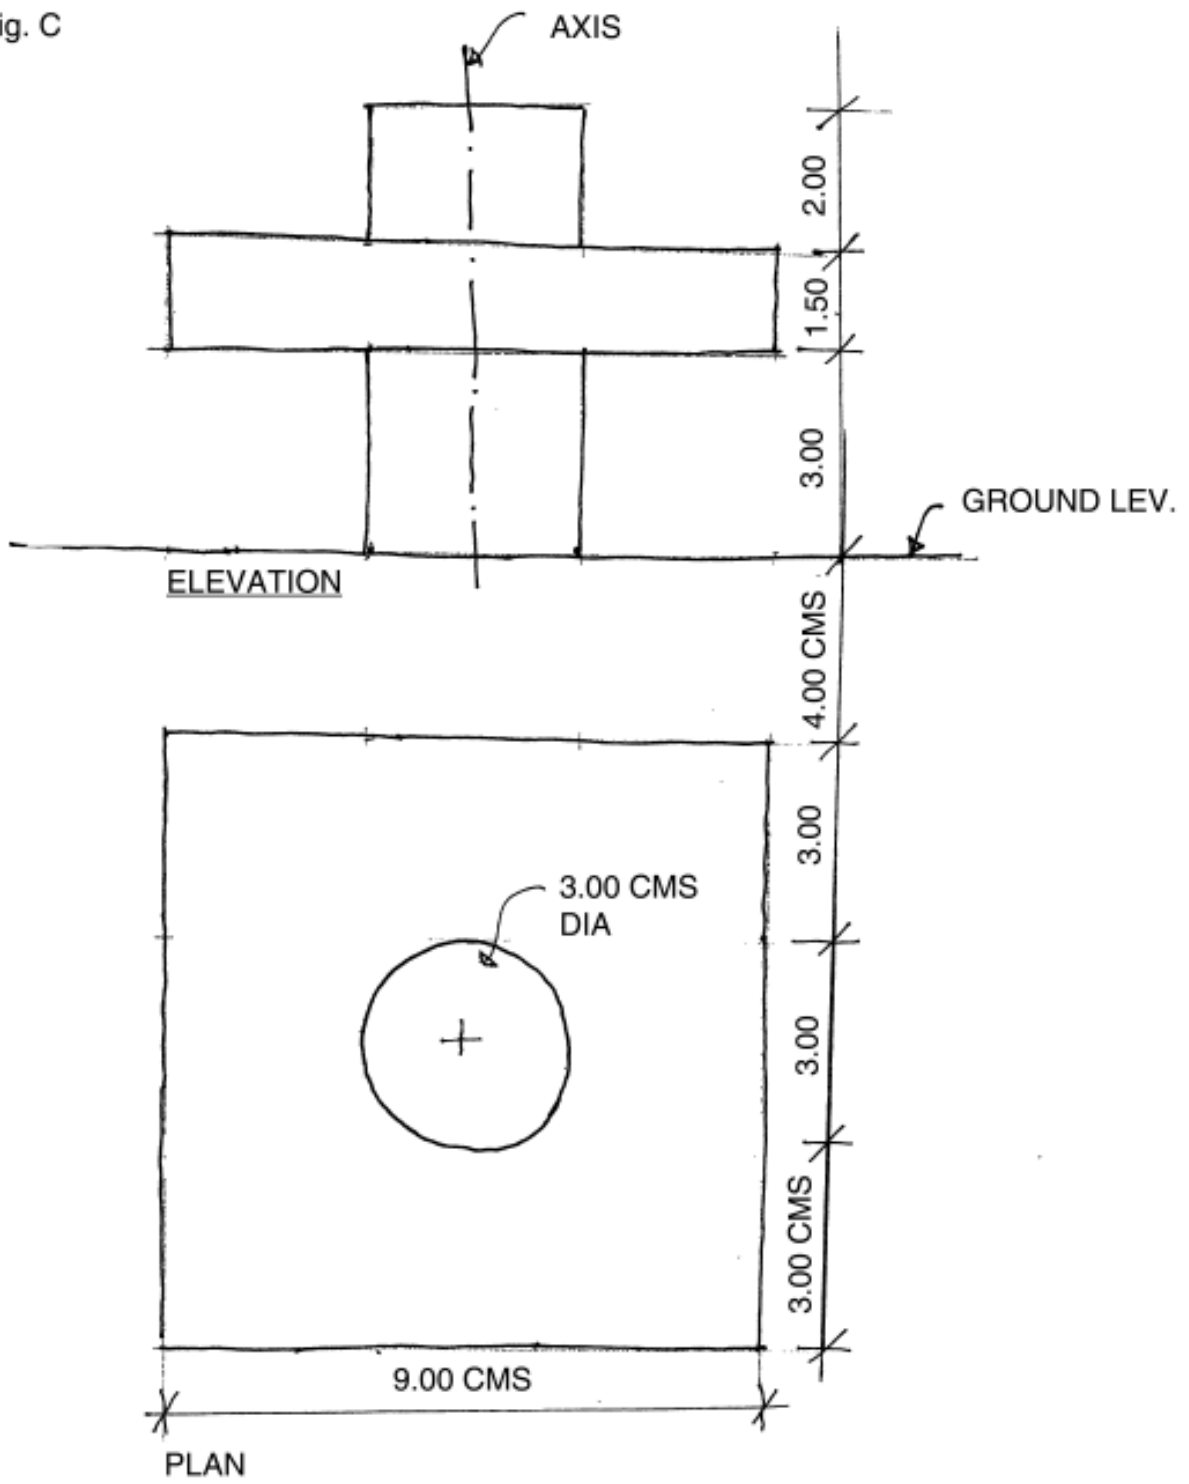 ig. C
AXIS
2.00
1.50
3.00
GROUND LEV.
ELEVATION
4.00 CMS
3.00
3.00 CMS
DIA
3.00
3.00 CMS
9.00 CMS
PLAN